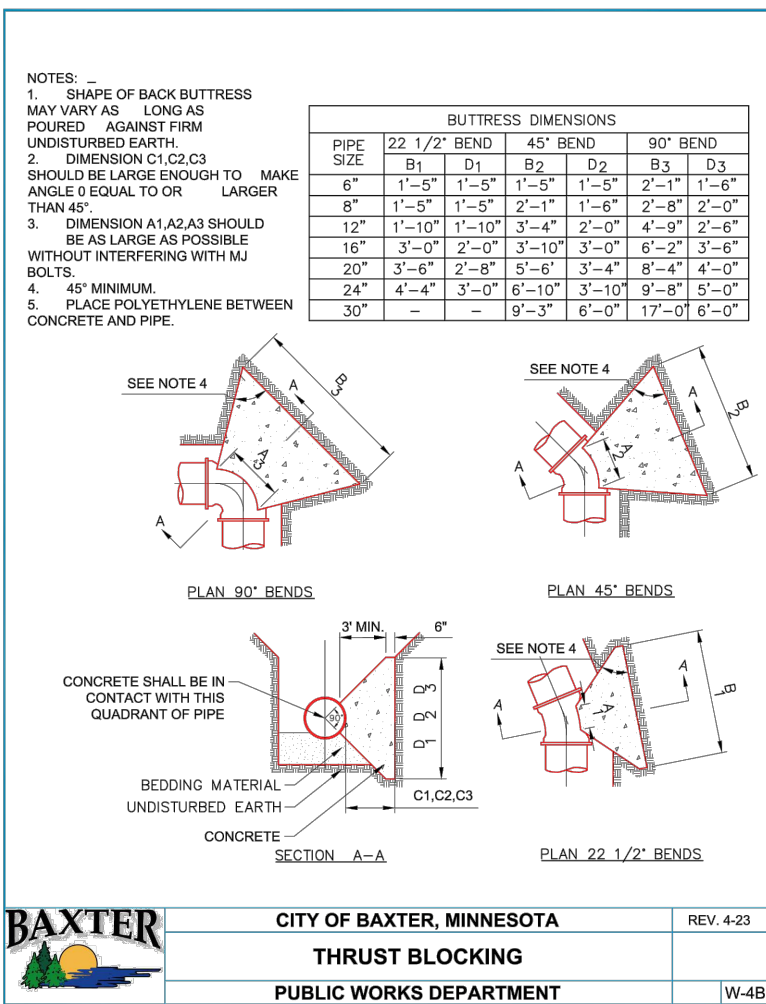 NOTES: _
1. SHAPE OF BACK BUTTRESS
MAY VARY AS LONG AS
POURED AGAINST FIRM
UNDISTURBED EARTH.
2. DIMENSION C1,C2,C3
SHOULD BE LARGE ENOUGH TO MAKE
ANGLE 0 EQUAL TO OR LARGER
THAN 45°.
3. DIMENSION A1,A2,A3 SHOULD
BE AS LARGE AS POSSIBLE
WITHOUT INTERFERING WITH MJ
BOLTS.
4. 45° MINIMUM.
5. PLACE POLYETHYLENE BETWEEN
CONCRETE AND PIPE.
BUTTRESS DIMENSIONS
PIPE SIZE 22 1/2° BEND 45° BEND 90° BEND
B1 D1 B2 D2 B3 D3
6" 1'-5" 1'-5" 1'-5" 1'-5" 2'-1" 1'-6"
8" 1'-5" 1'-5" 2'-1" 1'-6" 2'-8" 2'-0"
12" 1'-10" 1'-10" 3'-4" 2'-0" 4'-9" 2'-6"
16" 3'-0" 2'-0" 3'-10" 3'-0" 6'-2" 3'-6"
20" 3'-6" 2'-8" 5'-6' 3'-4" 8'-4" 4'-0"
24" 4'-4" 3'-0" 6'-10" 3'-10" 9'-8" 5'-0"
30" - - 9'-3" 6'-0" 17'-0" 6'-0"
SEE NOTE 4
A
B3
A3
A
PLAN 90° BENDS
SEE NOTE 4
A
B2
A2
A
PLAN 45° BENDS
3' MIN.
6"
CONCRETE SHALL BE IN
CONTACT WITH THIS
QUADRANT OF PIPE
90°
D3
D2
D1
BEDDING MATERIAL
UNDISTURBED EARTH
C1,C2,C3
CONCRETE
SECTION A-A
SEE NOTE 4
A
B1
A1
A
PLAN 22 1/2° BENDS
BAXTER
CITY OF BAXTER, MINNESOTA
REV. 4-23
THRUST BLOCKING
PUBLIC WORKS DEPARTMENT
W-4B